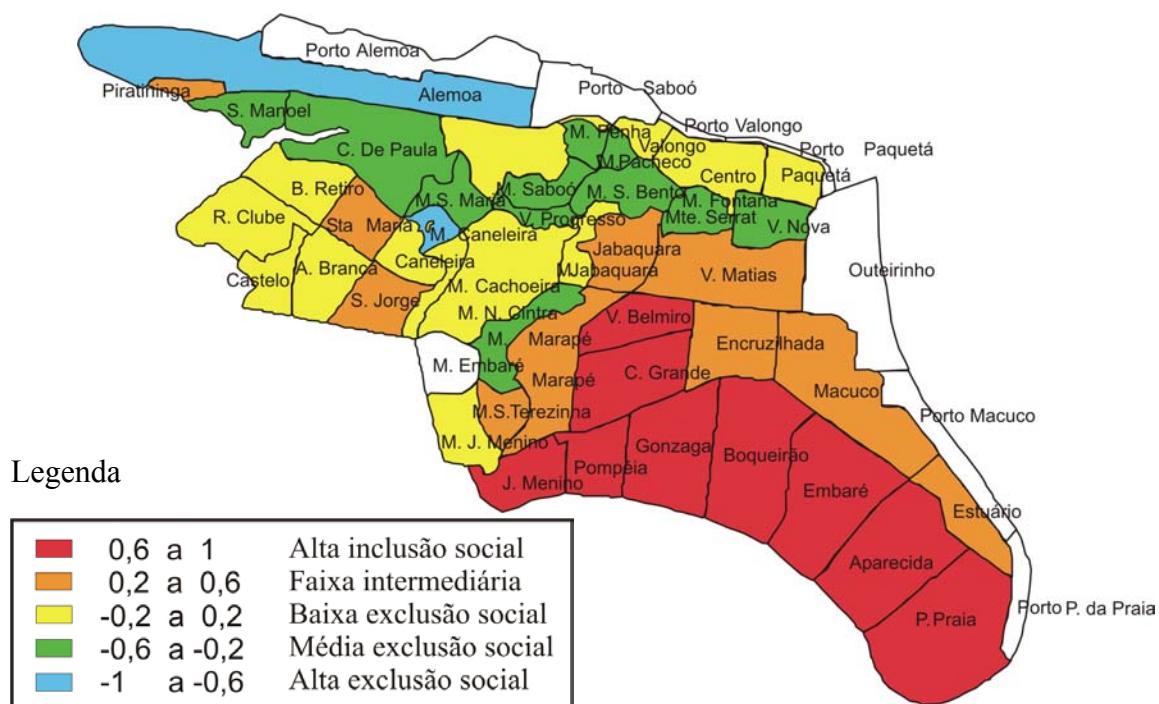 Porto Alemoa
Piratininga
Alemoa
Porto Saboó
S. Manoel
Porto Valongo
M. Penha
Valongo
Porto Paquetá
C. De Paula
M.Pacheco
Centro
Paquetá
B. Retiro
M.S. Maria
M. Saboó
M. S. Bento
M. Fontana
R. Clube
Sta Maria
V. Progresso
Mte. Serrat
V. Nova
M. Caneleira
Caneleira
Jabaquara
Castelo
A. Branca
M. Cachoeira
M.Jabaquara
V. Matias
Outeirinho
S. Jorge
M. N. Cintra
V. Belmiro
M.
Marapé
Encruzilhada
M. Embaré
Marapé
C. Grande
Macuco
M.S.Terezinha
Porto Macuco
M. J. Menino
Gonzaga
Boqueirão
J. Menino
Pompéia
Embaré
Estuário
Aparecida
P. Praia
Porto P. da Praia
Legenda
0,6 a 1 Alta inclusão social
0,2 a 0,6 Faixa intermediária
-0,2 a 0,2 Baixa exclusão social
-0,6 a -0,2 Média exclusão social
-1 a -0,6 Alta exclusão social